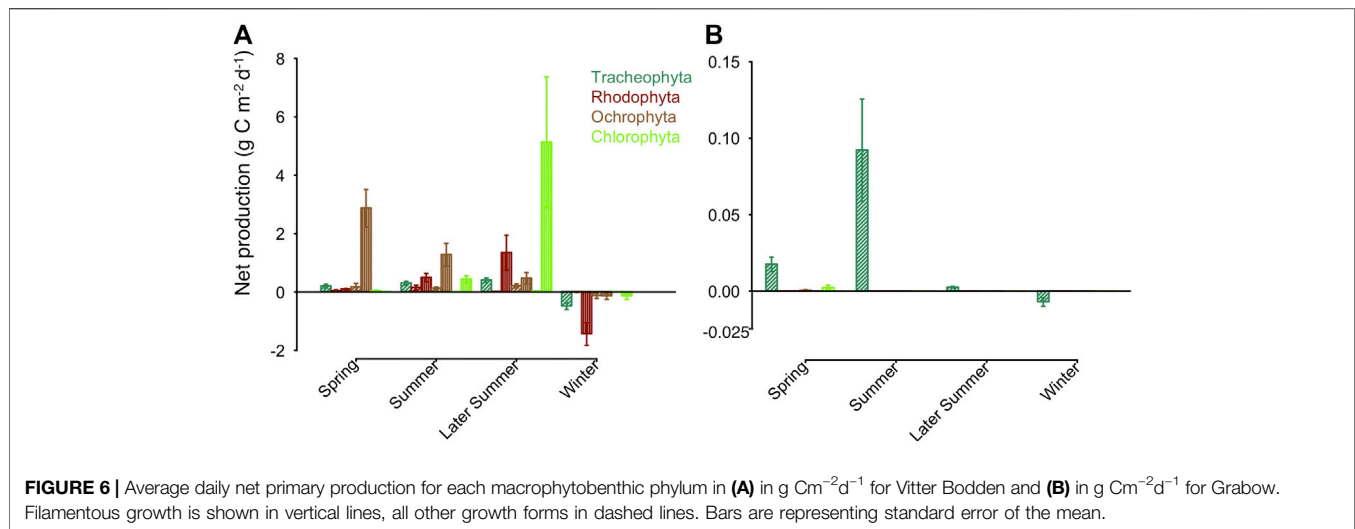 A
B
Net production (g C m⁻² d⁻¹)
8
6
4
2
0
-2
Tracheophyta
Rhodophyta
Ochrophyta
Chlorophyta
Spring
Summer
Later Summer
Winter
0.15
0.10
0.05
0.00
-0.025
Spring
Summer
Later Summer
Winter
FIGURE 6 | Average daily net primary production for each macrophytobenthic phylum in (A) in g Cm⁻²d⁻¹ for Vitter Bodden and (B) in g Cm⁻²d⁻¹ for Grabow.
Filamentous growth is shown in vertical lines, all other growth forms in dashed lines. Bars are representing standard error of the mean.